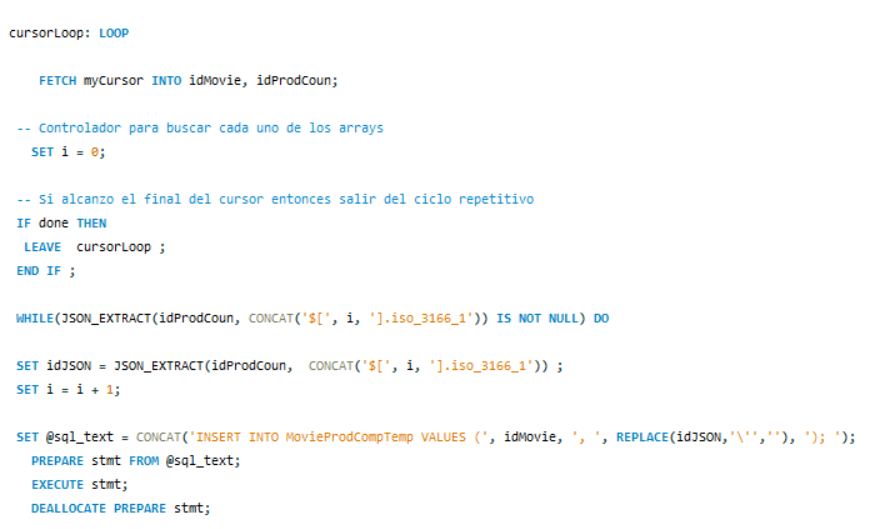 cursorLoop: LOOP
FETCH myCursor INTO idMovie, idProdCoun;
-- Controlador para buscar cada uno de los arrays
SET i = 0;
-- Si alcanzo el final del cursor entonces salir del ciclo repetitivo
IF done THEN
LEAVE cursorLoop ;
END IF ;
WHILE(JSON_EXTRACT(idProdCoun, CONCAT('$[', i, '].iso_3166_1')) IS NOT NULL) DO
SET idJSON = JSON_EXTRACT(idProdCoun, CONCAT('$[', i, '].iso_3166_1')) ;
SET i = i + 1;
SET @sql_text = CONCAT('INSERT INTO MovieProdCompTemp VALUES (', idMovie, ', ', REPLACE(idJSON,'\'',''), '); ');
PREPARE stmt FROM @sql_text;
EXECUTE stmt;
DEALLOCATE PREPARE stmt;